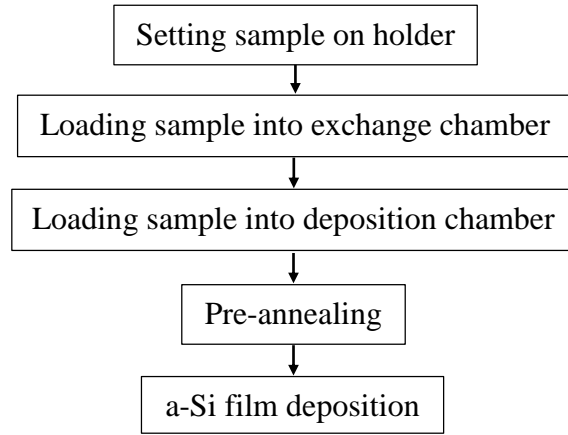 Setting sample on holder
Loading sample into exchange chamber
Loading sample into deposition chamber
Pre-annealing
a-Si film deposition